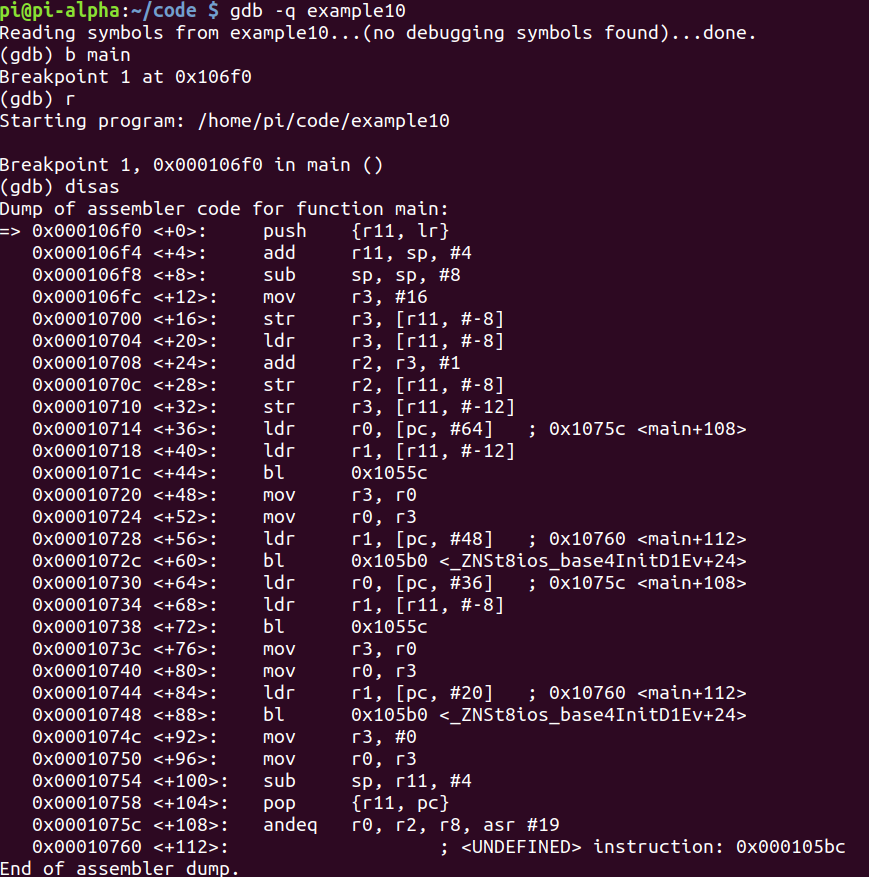 pi@pi-alpha:~/code $ gdb -q example10
Reading symbols from example10...(no debugging symbols found)...done.
(gdb) b main
Breakpoint 1 at 0x106f0
(gdb) r
Starting program: /home/pi/code/example10

Breakpoint 1, 0x000106f0 in main ()
(gdb) disas
Dump of assembler code for function main:
=> 0x000106f0 <+0>:     push    {r11, lr}
   0x000106f4 <+4>:     add     r11, sp, #4
   0x000106f8 <+8>:     sub     sp, sp, #8
   0x000106fc <+12>:    mov     r3, #16
   0x00010700 <+16>:    str     r3, [r11, #-8]
   0x00010704 <+20>:    ldr     r3, [r11, #-8]
   0x00010708 <+24>:    add     r2, r3, #1
   0x0001070c <+28>:    str     r2, [r11, #-8]
   0x00010710 <+32>:    str     r3, [r11, #-12]
   0x00010714 <+36>:    ldr     r0, [pc, #64]   ; 0x1075c <main+108>
   0x00010718 <+40>:    ldr     r1, [r11, #-12]
   0x0001071c <+44>:    bl      0x1055c
   0x00010720 <+48>:    mov     r3, r0
   0x00010724 <+52>:    mov     r0, r3
   0x00010728 <+56>:    ldr     r1, [pc, #48]   ; 0x10760 <main+112>
   0x0001072c <+60>:    bl      0x105b0 <_ZNSt8ios_base4InitD1Ev+24>
   0x00010730 <+64>:    ldr     r0, [pc, #36]   ; 0x1075c <main+108>
   0x00010734 <+68>:    ldr     r1, [r11, #-8]
   0x00010738 <+72>:    bl      0x1055c
   0x0001073c <+76>:    mov     r3, r0
   0x00010740 <+80>:    mov     r0, r3
   0x00010744 <+84>:    ldr     r1, [pc, #20]   ; 0x10760 <main+112>
   0x00010748 <+88>:    bl      0x105b0 <_ZNSt8ios_base4InitD1Ev+24>
   0x0001074c <+92>:    mov     r3, #0
   0x00010750 <+96>:    mov     r0, r3
   0x00010754 <+100>:   sub     sp, r11, #4
   0x00010758 <+104>:   pop     {r11, pc}
   0x0001075c <+108>:   andeq   r0, r2, r8, asr #19
   0x00010760 <+112>:                   ; <UNDEFINED> instruction: 0x000105bc
End of assembler dump.